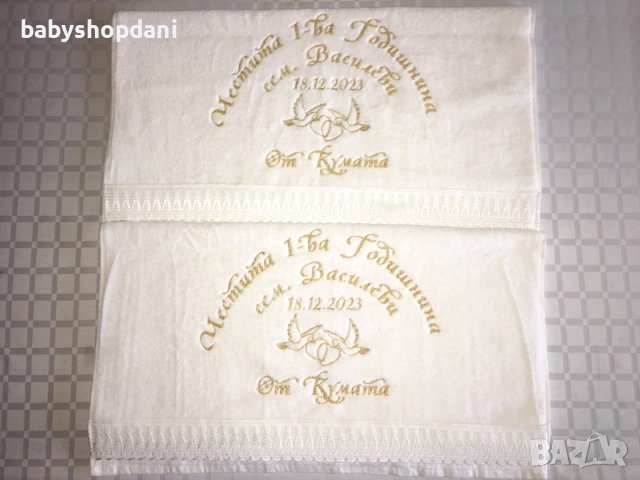 babyshopdani
Честита 1-ва Годишнина
сем. Василеви
18.12.2023
От Кумата
Честита 1-ва Годишнина
сем. Василеви
18.12.2023
От Кумата
BAZAR